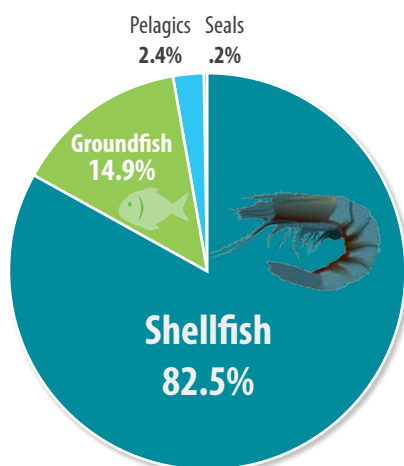 Pelagics
2.4%
Seals
.2%
Groundfish
14.9%
Shellfish
82.5%